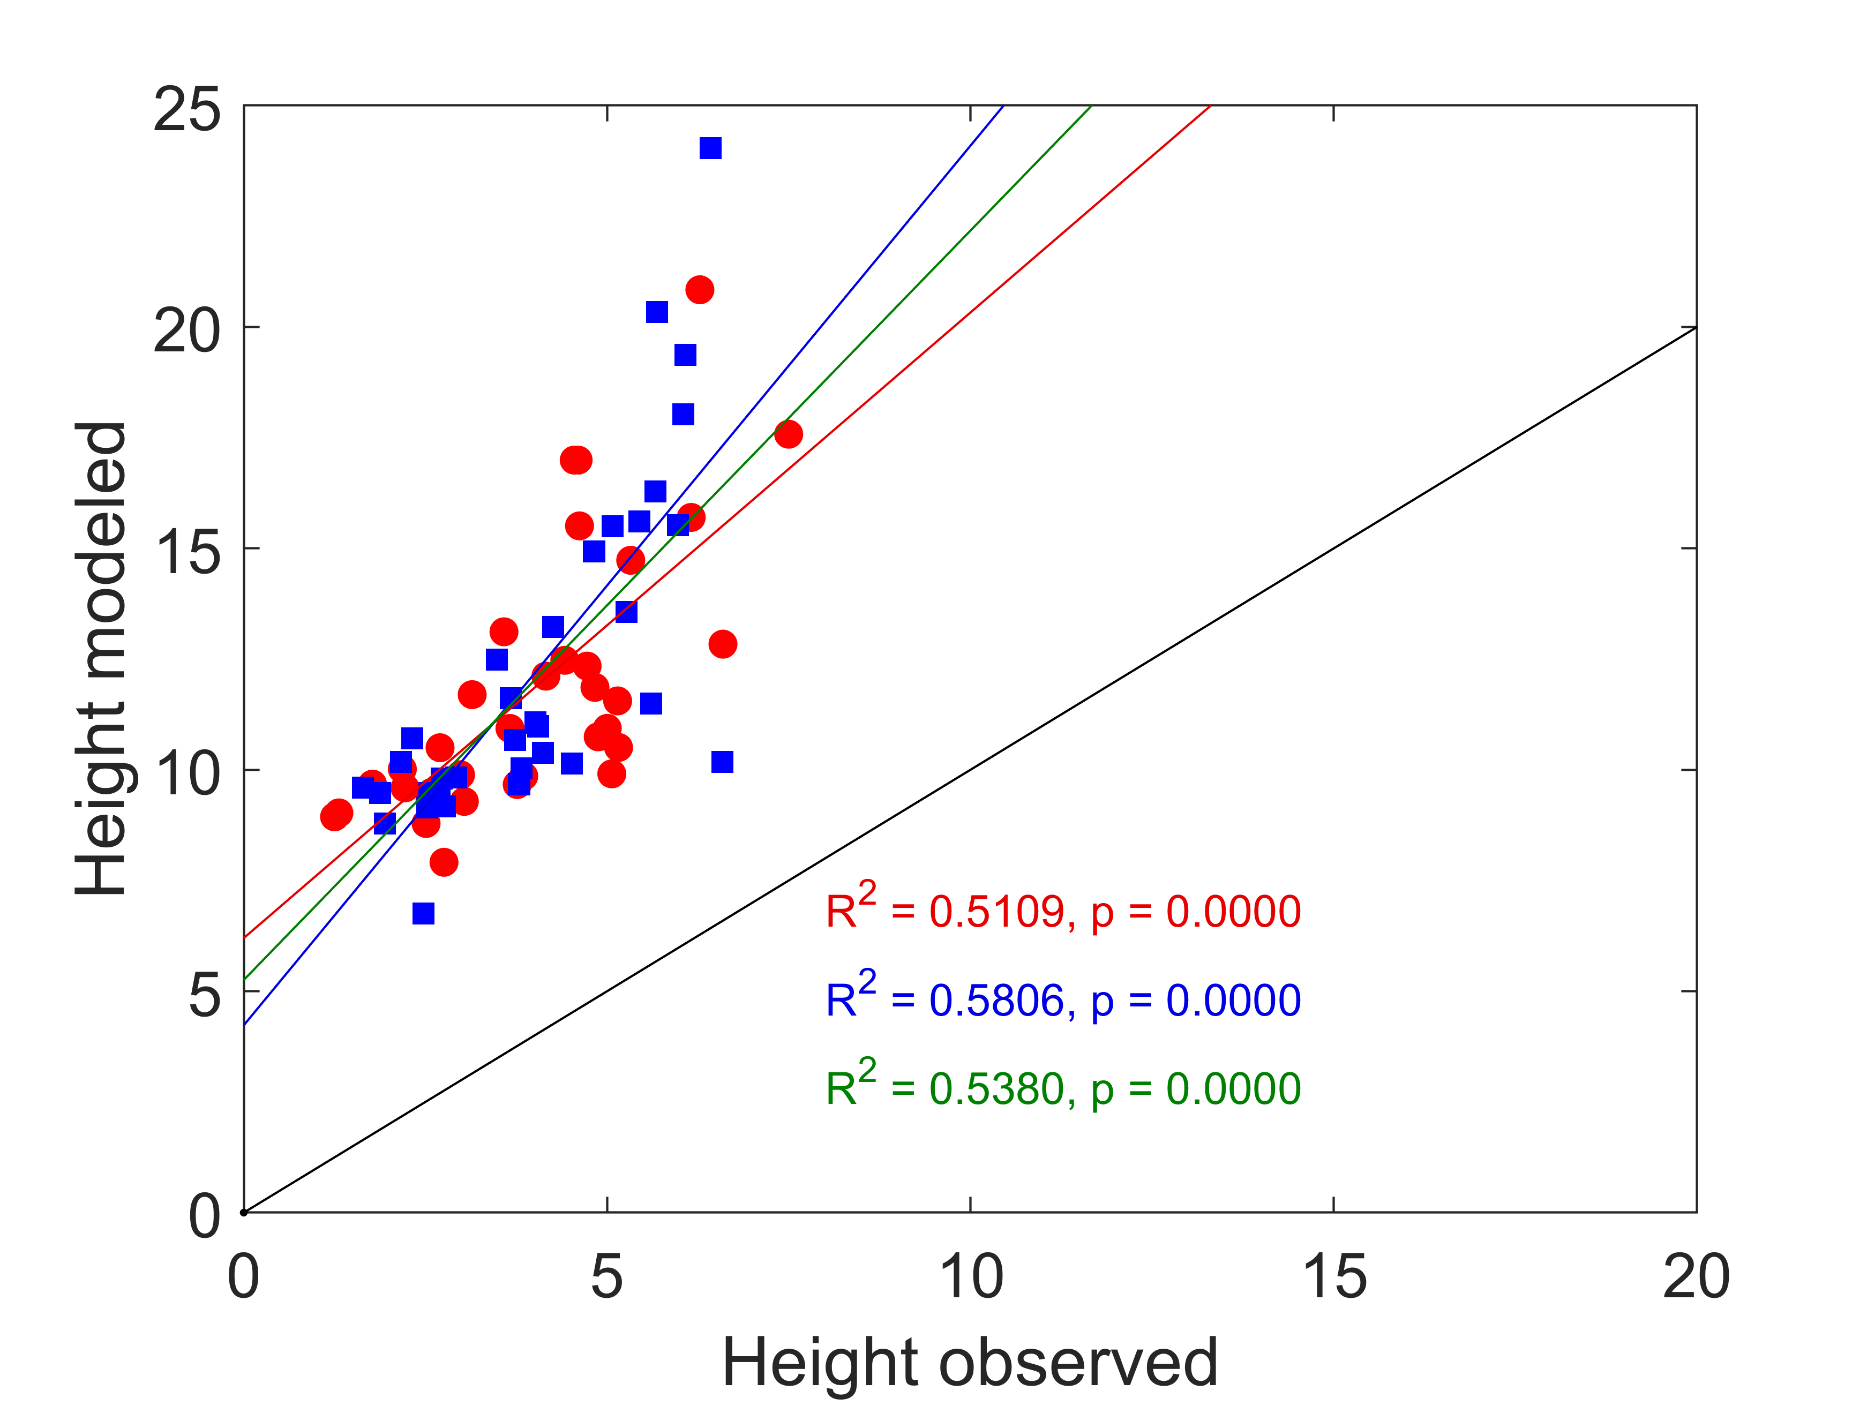 25
20
15
10
5
0
Height modeled
R² = 0.5109, p = 0.0000
R² = 0.5806, p = 0.0000
R² = 0.5380, p = 0.0000
0 5 10 15 20
Height observed